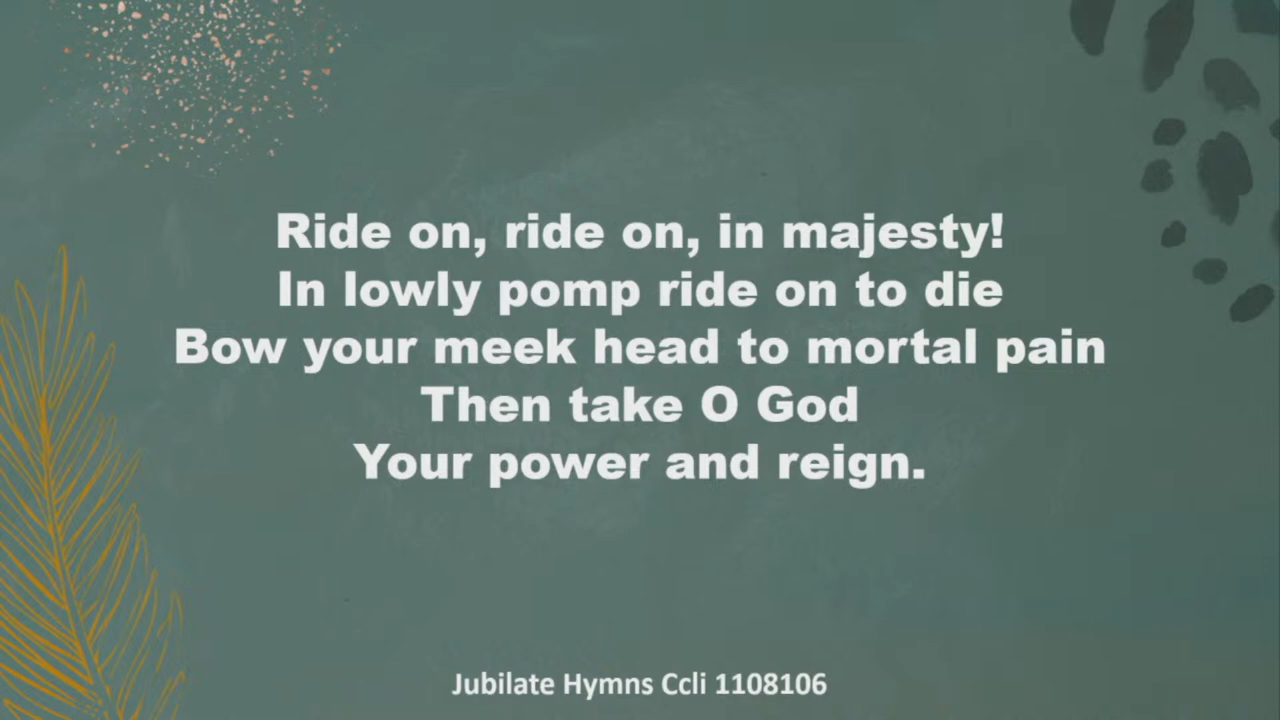 Ride on, ride on, in majesty!
In lowly pomp ride on to die
Bow your meek head to mortal pain
Then take O God
Your power and reign.
Jubilate Hymns Ccli 1108106